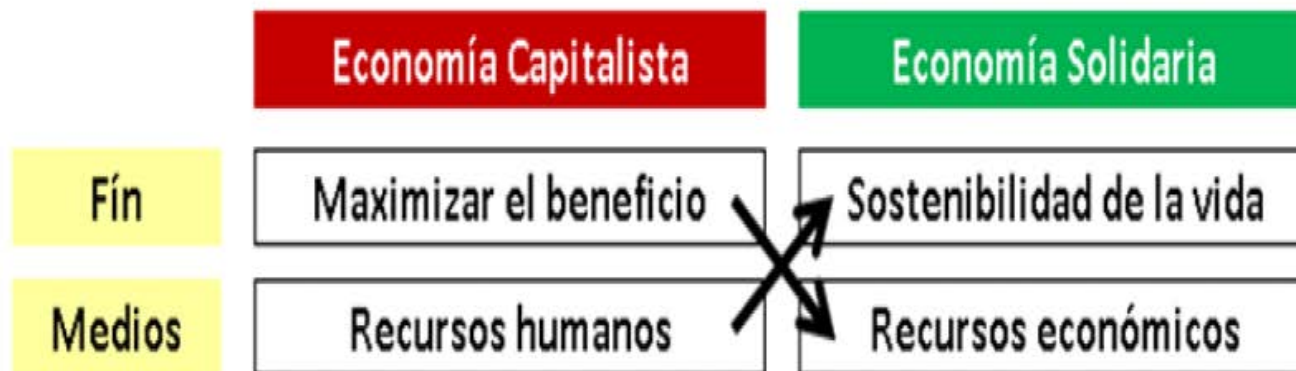 Economía Capitalista
Economía Solidaria
Fín
Maximizar el beneficio
Sostenibilidad de la vida
Medios
Recursos humanos
Recursos económicos